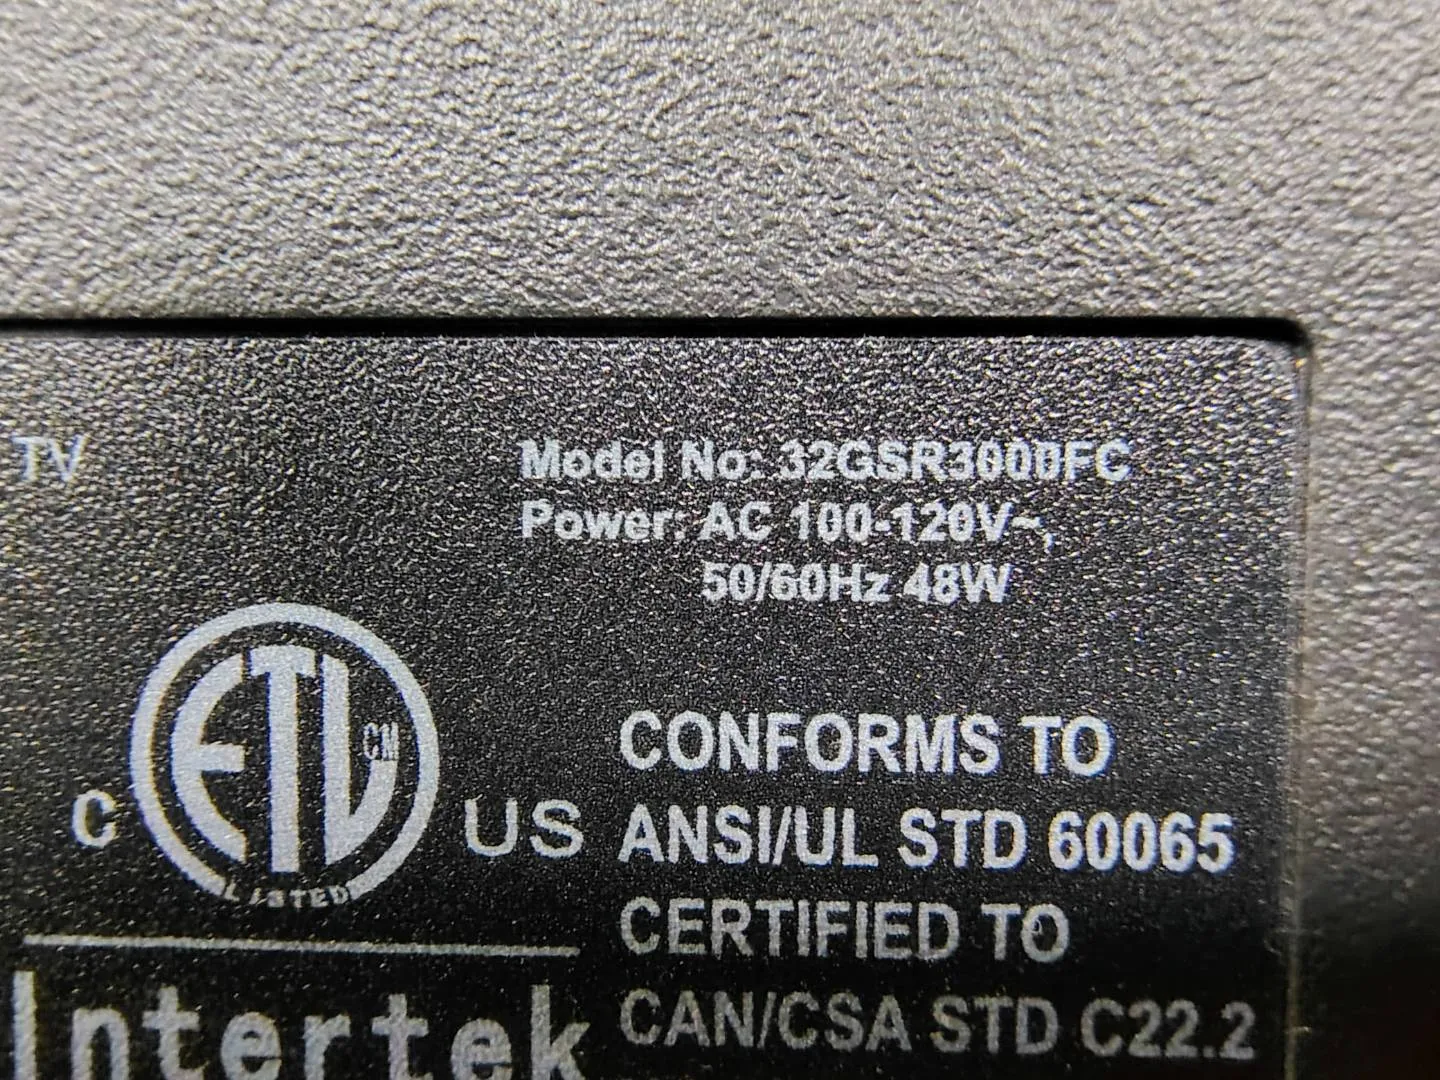 TV
Model No: 32GSR3000FC
Power: AC 100-120V~,
50/60Hz 48W
ETL CM
LISTED
C US
CONFORMS TO
ANSI/UL STD 60065
CERTIFIED TO
CAN/CSA STD C22.2
Intertek